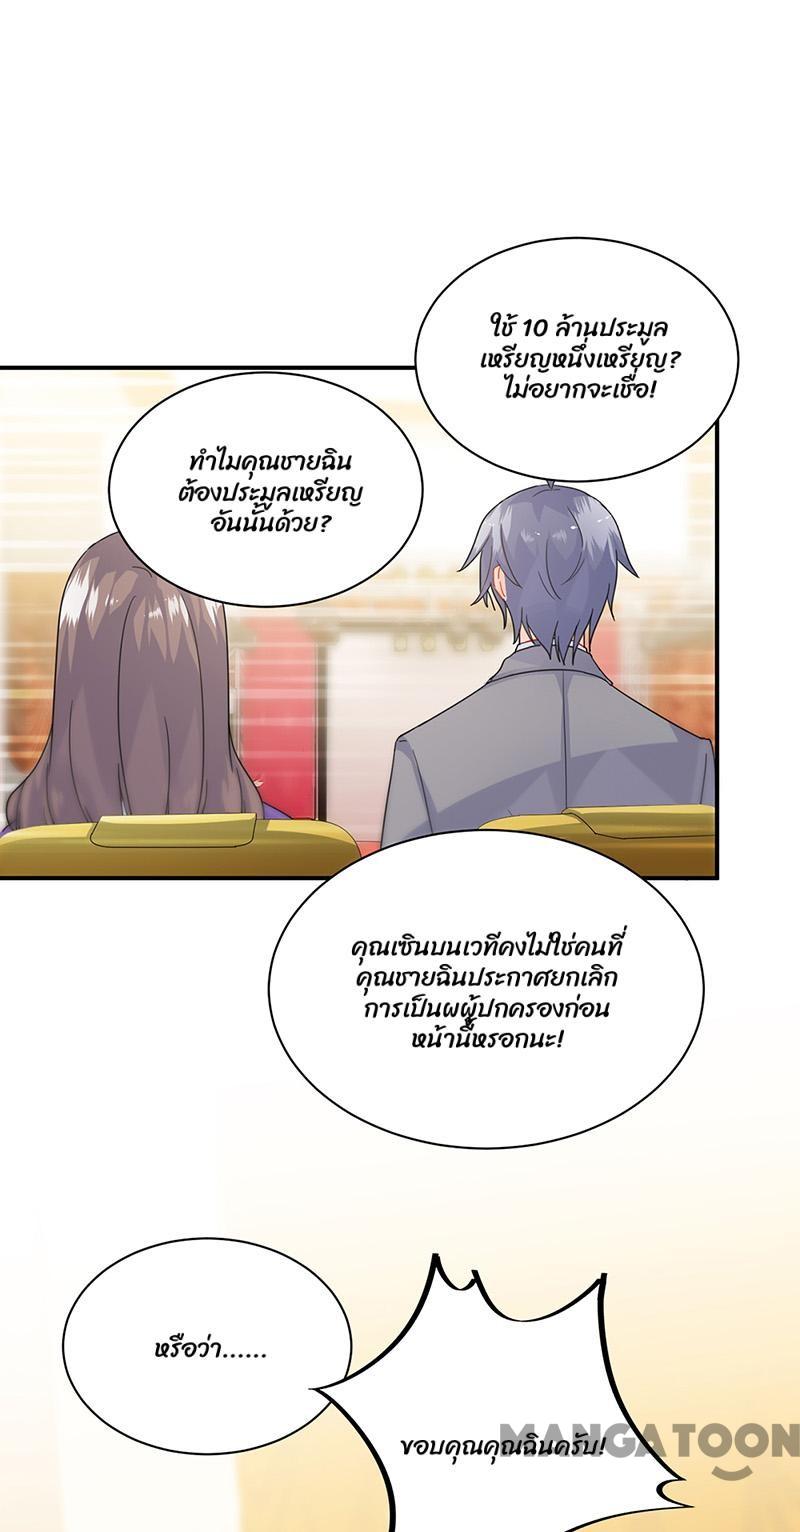 ใช้ 10 ล้านประมูล
เหรียญหนึ่งเหรียญ?
ไม่อยากจะเชื่อ!
ทำไมคุณชายฉิน
ต้องประมูลเหรียญ
อันนั้นด้วย?
คุณเซินบนเวทีคงไม่ใช่คนที่
คุณชายฉินประกาศยกเลิก
การเป็นผผู้ปกครองก่อน
หน้านี้หรอกนะ!
หรือว่า......
ขอบคุณคุณฉินครับ!
MANGATOON